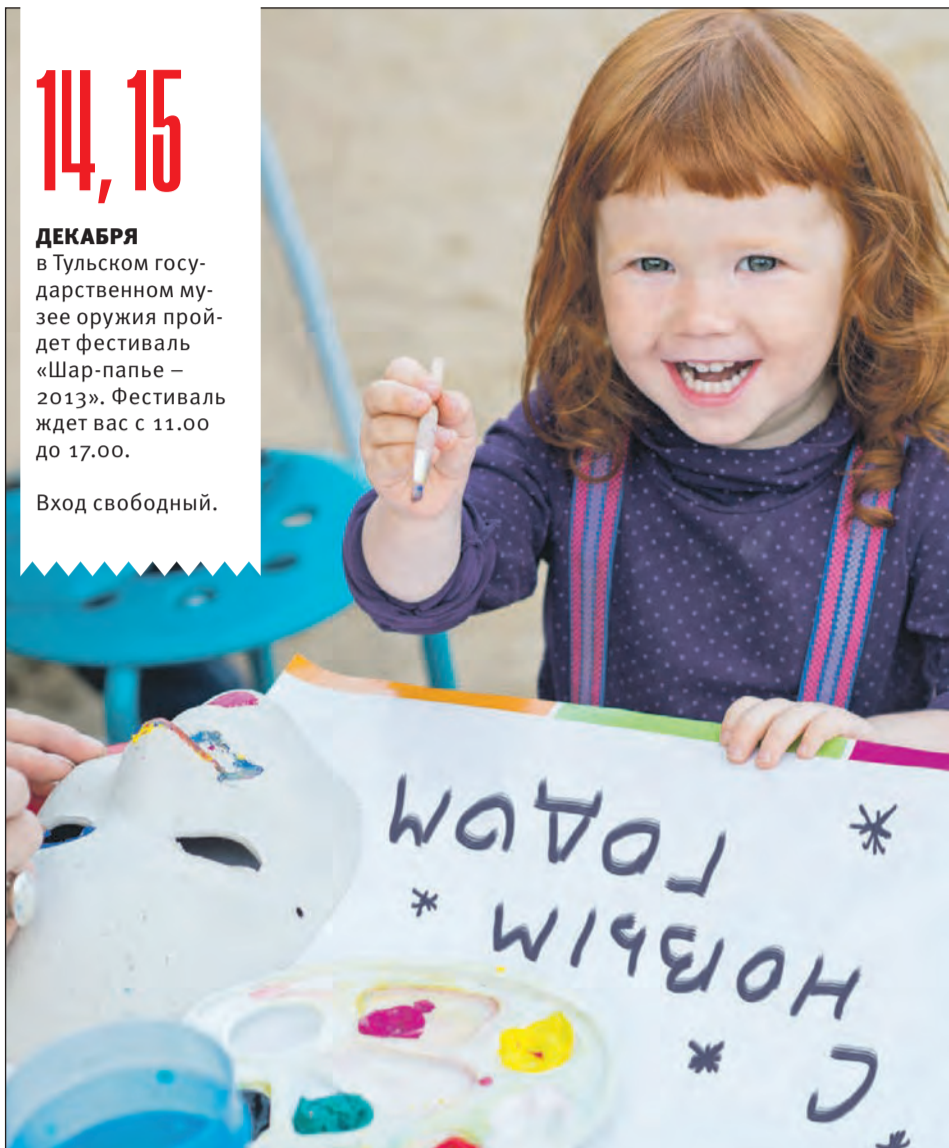 14, 15
ДЕКАБРЯ
в Тульском госу-
дарственном му-
зее оружия прой-
дет фестиваль
«Шар-папье –
2013». Фестиваль
ждет вас с 11.00
до 17.00.
Вход свободный.
С
НОВЫМ
ГОДОМ